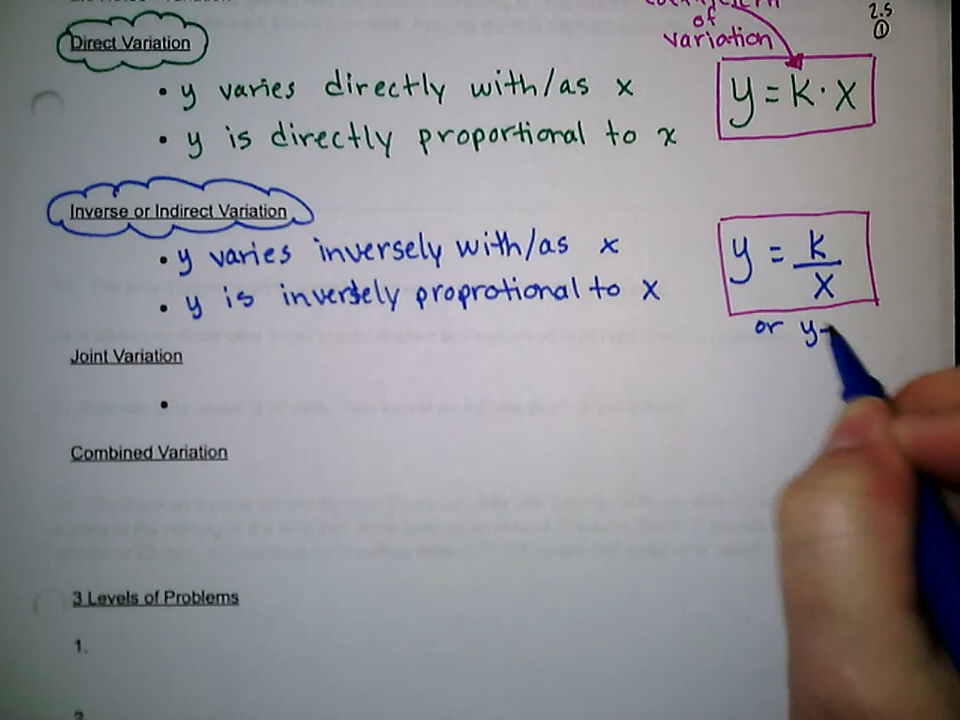 of
variation
2.5
1
Direct Variation
• y varies directly with/as x
y = k · x
• y is directly proportional to x
Inverse or Indirect Variation
• y varies inversely with/as x
y = k/x
• y is inversely proprotional to x
or y
Joint Variation
•
Combined Variation
3 Levels of Problems
1.
2.